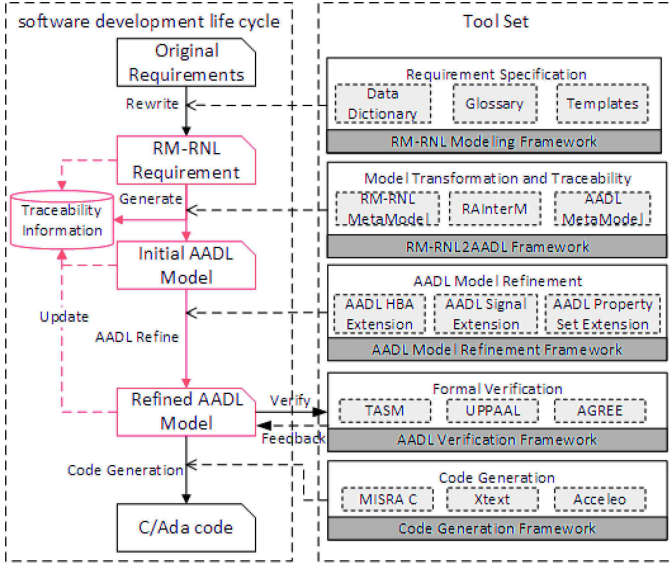 software development life cycle
Original
Requirements
Rewrite
RM-RNL
Requirement
Generate
Traceability
Information
Initial AADL
Model
Update
AADL Refine
Refined AADL
Model
Verify
Feedback
Code Generation
C/Ada code
Tool Set
Requirement Specification
Data
Dictionary
Glossary
Templates
RM-RNL Modeling Framework
Model Transformation and Traceability
RM-RNL
MetaModel
RAInterM
AADL
MetaModel
RM-RNL2AADL Framework
AADL Model Refinement
AADL HBA
Extension
AADL Signal
Extension
AADL Property
Set Extension
AADL Model Refinement Framework
Formal Verification
TASM
UPPAAL
AGREE
AADL Verification Framework
Code Generation
MISRA C
Xtext
Acceleo
Code Generation Framework